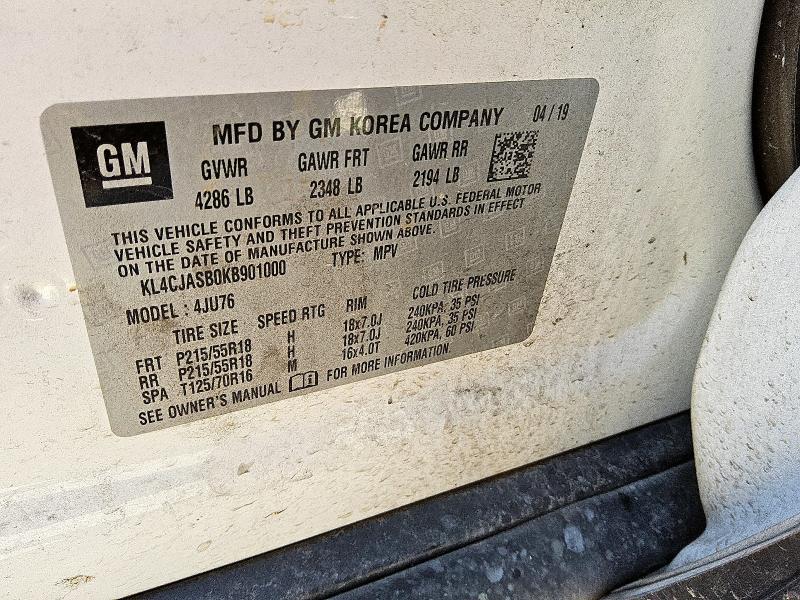 GM
MFD BY GM KOREA COMPANY 04 / 19
GVWR GAWR FRT GAWR RR
4286 LB 2348 LB 2194 LB
THIS VEHICLE CONFORMS TO ALL APPLICABLE U.S. FEDERAL MOTOR
VEHICLE SAFETY AND THEFT PREVENTION STANDARDS IN EFFECT
ON THE DATE OF MANUFACTURE SHOWN ABOVE.
KL4CJASB0KB901000 TYPE: MPV
MODEL: 4JU76
TIRE SIZE SPEED RTG RIM COLD TIRE PRESSURE
FRT P215/55R18 H 18x7.0J 240KPA, 35 PSI
RR P215/55R18 H 18x7.0J 240KPA, 35 PSI
SPA T125/70R16 M 16x4.0T 420KPA, 60 PSI
SEE OWNER'S MANUAL FOR MORE INFORMATION.